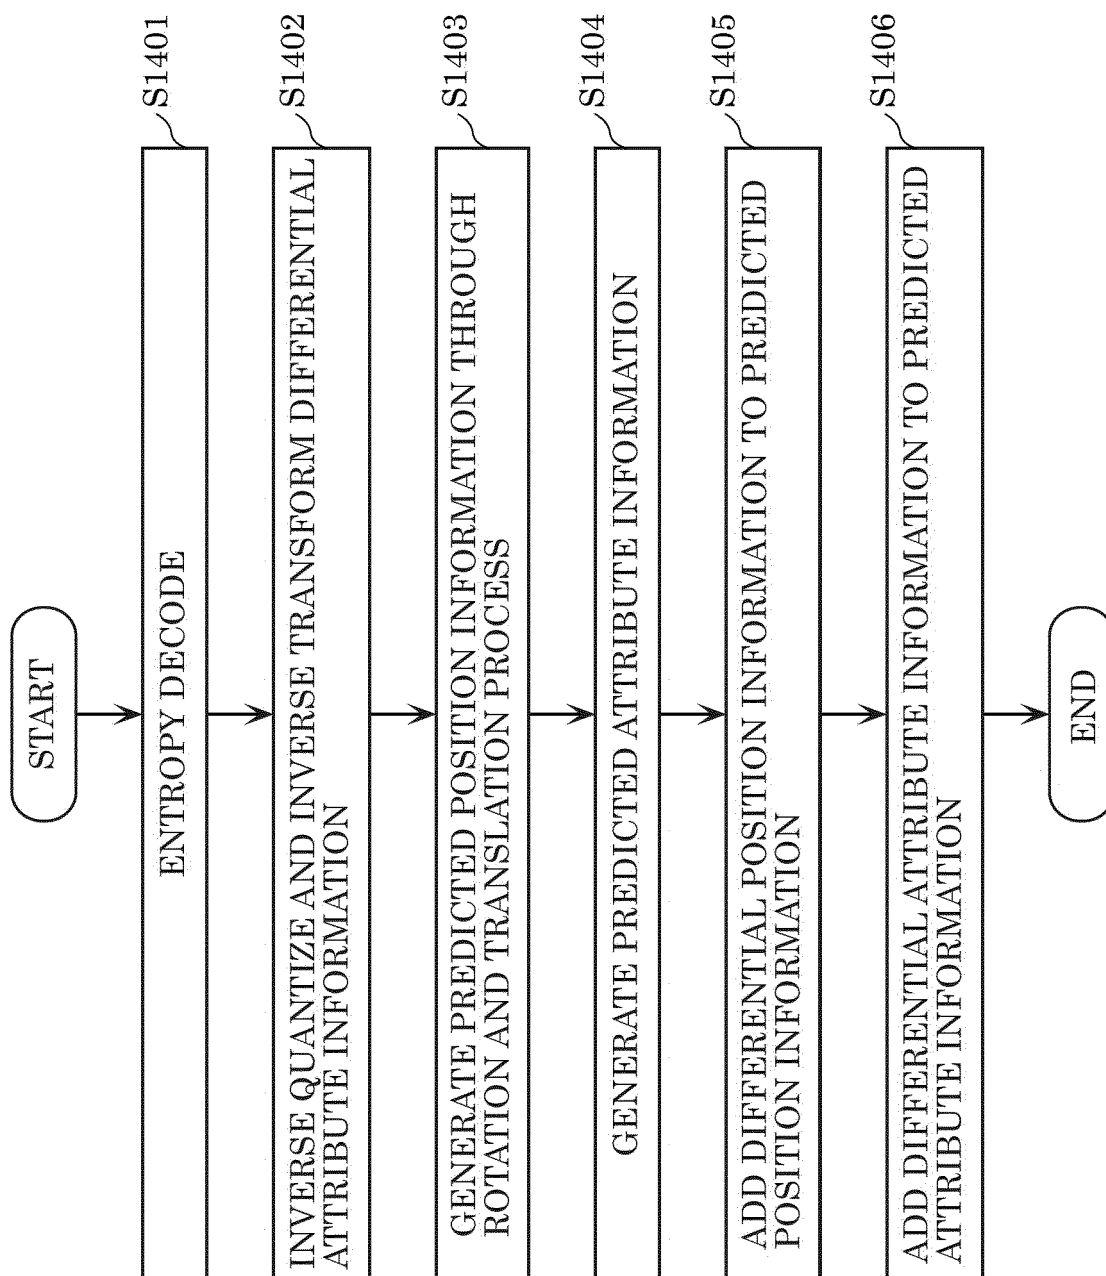 START
S1401
ENTROPY DECODE
S1402
INVERSE QUANTIZE AND INVERSE TRANSFORM DIFFERENTIAL
ATTRIBUTE INFORMATION
S1403
GENERATE PREDICTED POSITION INFORMATION THROUGH
ROTATION AND TRANSLATION PROCESS
S1404
GENERATE PREDICTED ATTRIBUTE INFORMATION
S1405
ADD DIFFERENTIAL POSITION INFORMATION TO PREDICTED
POSITION INFORMATION
S1406
ADD DIFFERENTIAL ATTRIBUTE INFORMATION TO PREDICTED
ATTRIBUTE INFORMATION
END